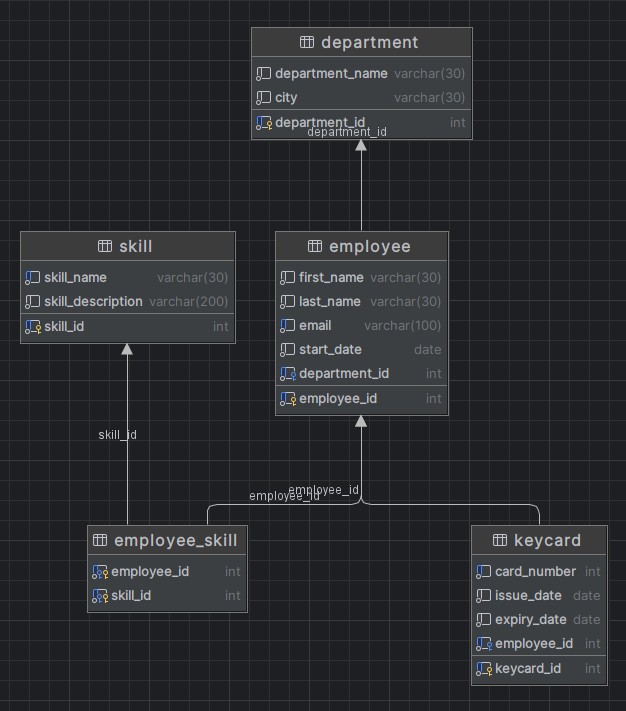 department
department_name varchar(30)
city varchar(30)
department_id int
department_id
skill
skill_name varchar(30)
skill_description varchar(200)
skill_id int
employee
first_name varchar(30)
last_name varchar(30)
email varchar(100)
start_date date
department_id int
employee_id int
skill_id
employee_id
employee_id
employee_skill
employee_id int
skill_id int
keycard
card_number int
issue_date date
expiry_date date
employee_id int
keycard_id int